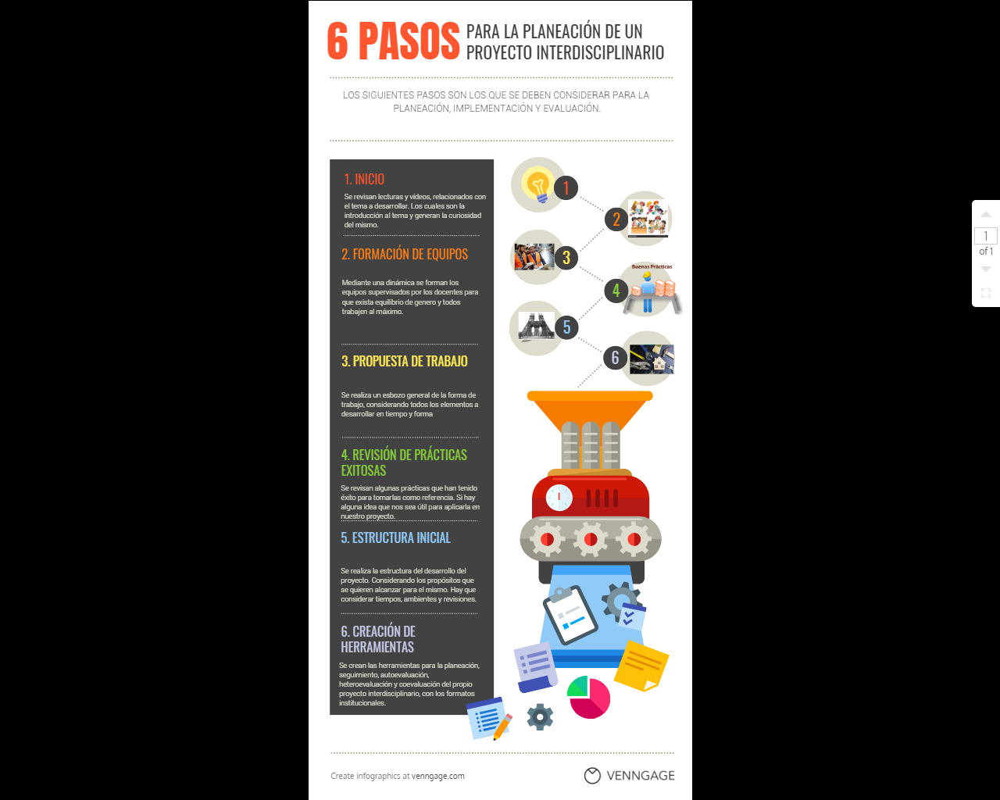 6 PASOS PARA LA PLANEACIÓN DE UN
PROYECTO INTERDISCIPLINARIO
LOS SIGUIENTES PASOS SON LOS QUE SE DEBEN CONSIDERAR PARA LA
PLANEACIÓN, IMPLEMENTACIÓN Y EVALUACIÓN.
1. INICIO
Se revisan lecturas y vídeos, relacionados con
el tema a desarrollar. Los cuales son la
introducción al tema y generan la curiosidad
del mismo.
2. FORMACIÓN DE EQUIPOS
Mediante una dinámica se forman los
equipos supervisados por los docentes para
que exista equilibrio de genero y todos
trabajen al máximo.
3. PROPUESTA DE TRABAJO
Se realiza un esbozo general de la forma de
trabajo, considerando todos los elementos a
desarrollar en tiempo y forma
4. REVISIÓN DE PRÁCTICAS
EXITOSAS
Se revisan algunas prácticas que han tenido
éxito para tomarlas como referencia. Si hay
alguna idea que nos sea útil para aplicarla en
nuestro proyecto.
5. ESTRUCTURA INICIAL
Se realiza la estructura del desarrollo del
proyecto. Considerando los propósitos que
se quieren alcanzar para el mismo. Hay que
considerar tiempos, ambientes y revisiones.
6. CREACIÓN DE
HERRAMIENTAS
Se crean las herramientas para la planeación,
seguimiento, autoevaluación,
heteroevaluación y coevaluación del propio
proyecto interdisciplinario, con los formatos
institucionales.
1
2
3
Buenas Prácticas
4
5
6
Create infographics at venngage.com
VENNGAGE
1
of 1